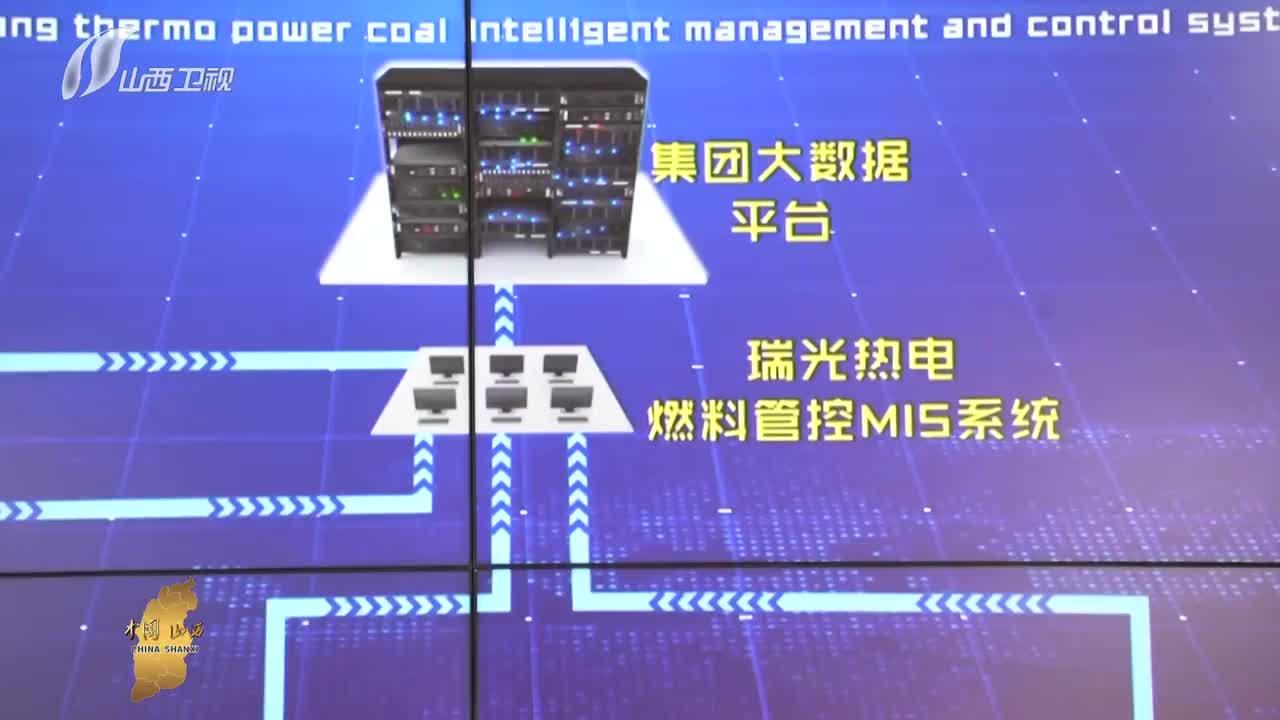 ng thermo power coal Intelligent management and control syst
山西卫视
集团大数据
平台
瑞光热电
燃料管控MIS系统
中国 山西
CHINA SHANXI